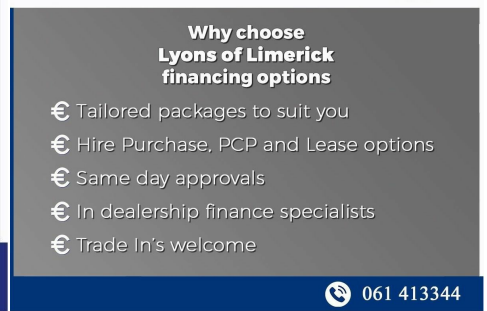 Why choose
Lyons of Limerick
financing options
€ Tailored packages to suit you
€ Hire Purchase, PCP and Lease options
€ Same day approvals
€ In dealership finance specialists
€ Trade In's welcome
061 413344